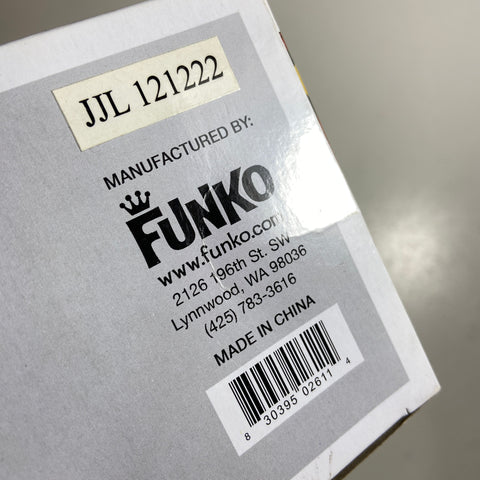 JJL 121222
MANUFACTURED BY:
FUNKO
www.funko.com
2126 196th St. SW
Lynnwood, WA 98036
(425) 783-3616
MADE IN CHINA
8 30395 02611 4